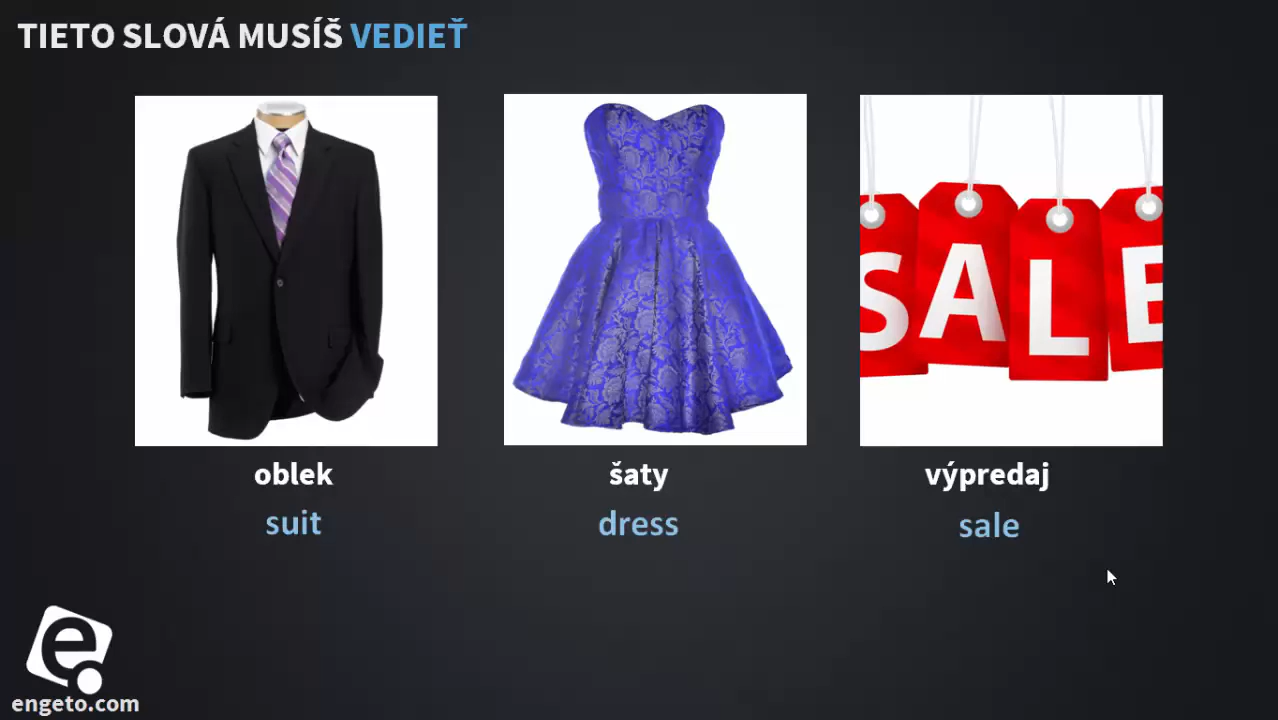 TIETO SLOVÁ MUSÍŠ VEDIEŤ
SALE
oblek
šaty
výpredaj
suit
dress
sale
e
engeto.com